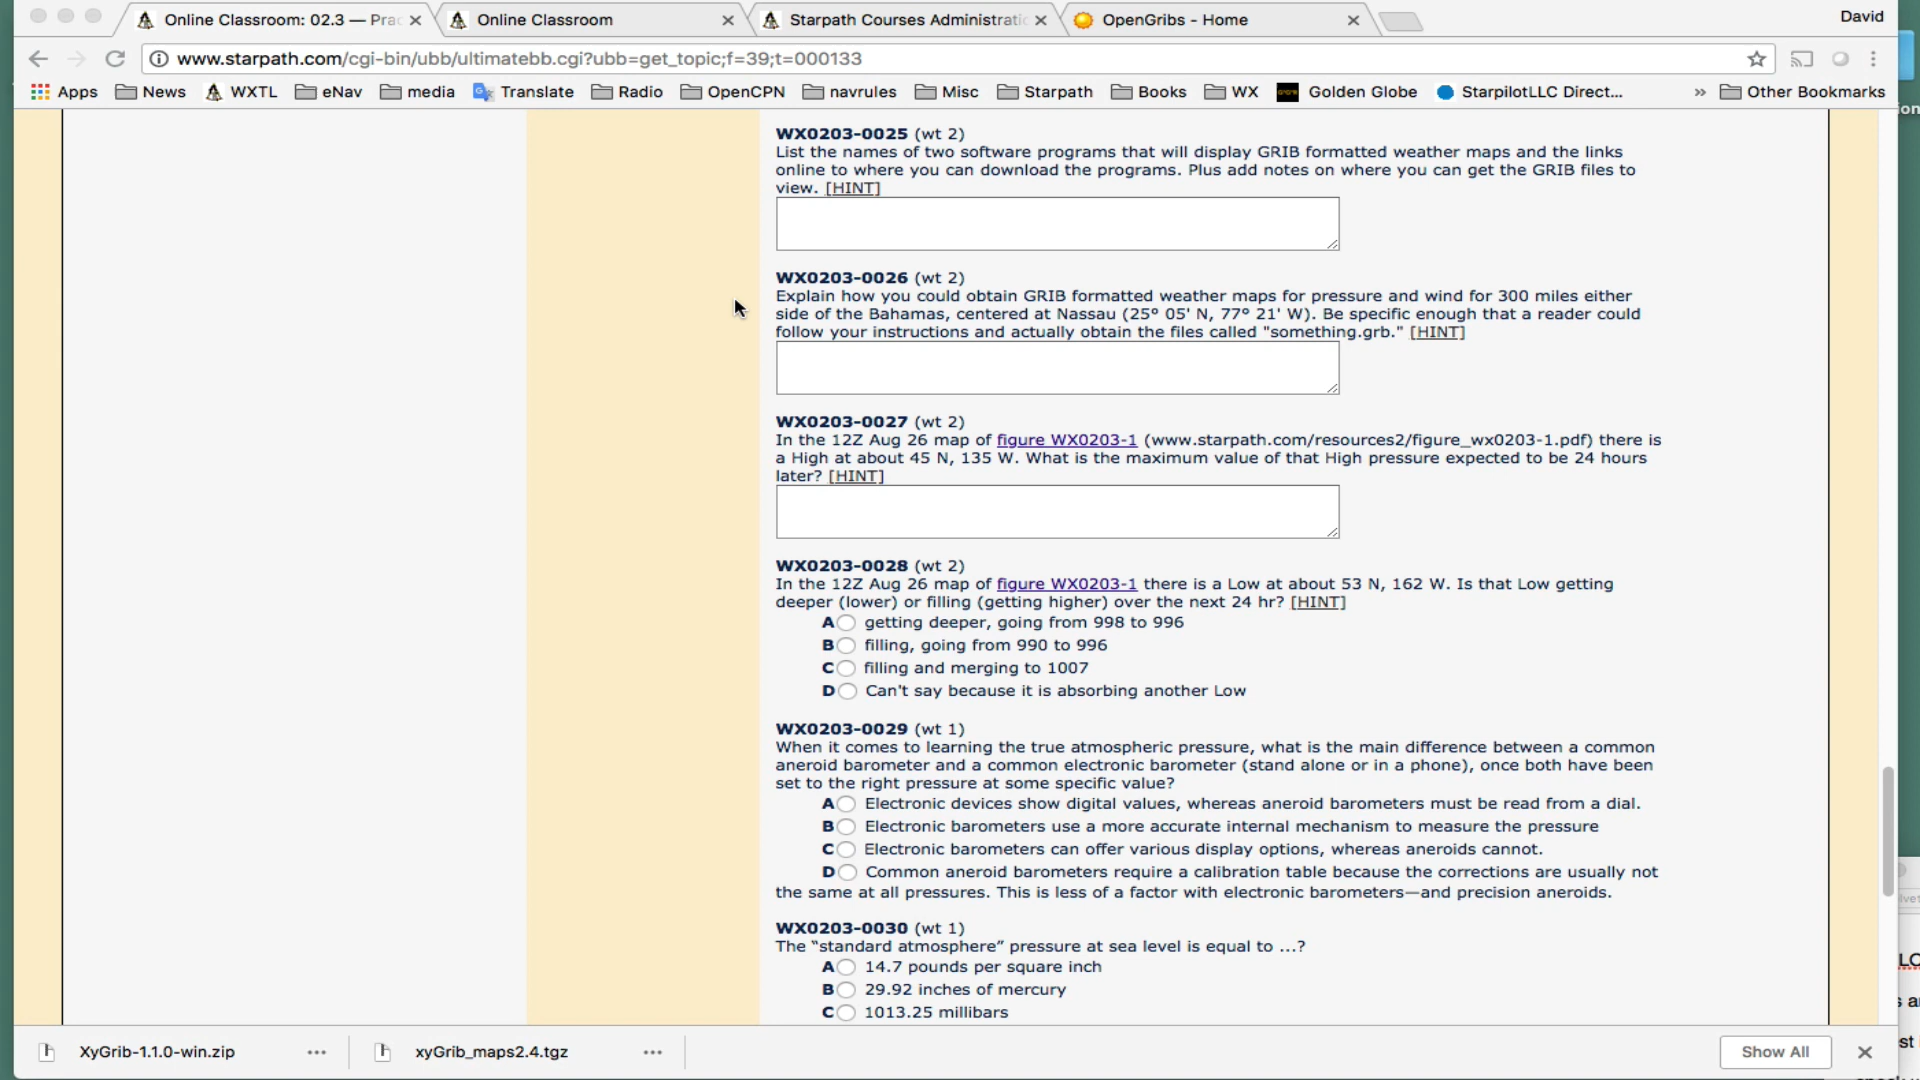 Online Classroom: 02.3 — Prac
Online Classroom
Starpath Courses Administratio
OpenGribs - Home
David
www.starpath.com/cgi-bin/ubb/ultimatebb.cgi?ubb=get_topic;f=39;t=000133
Apps News WXTL eNav media Translate Radio OpenCPN navrules Misc Starpath Books WX Golden Globe StarpilotLLC Direct... » Other Bookmarks
WX0203-0025 (wt 2)
List the names of two software programs that will display GRIB formatted weather maps and the links
online to where you can download the programs. Plus add notes on where you can get the GRIB files to
view. [HINT]
WX0203-0026 (wt 2)
Explain how you could obtain GRIB formatted weather maps for pressure and wind for 300 miles either
side of the Bahamas, centered at Nassau (25° 05' N, 77° 21' W). Be specific enough that a reader could
follow your instructions and actually obtain the files called "something.grb." [HINT]
WX0203-0027 (wt 2)
In the 12Z Aug 26 map of figure WX0203-1 (www.starpath.com/resources2/figure_wx0203-1.pdf) there is
a High at about 45 N, 135 W. What is the maximum value of that High pressure expected to be 24 hours
later? [HINT]
WX0203-0028 (wt 2)
In the 12Z Aug 26 map of figure WX0203-1 there is a Low at about 53 N, 162 W. Is that Low getting
deeper (lower) or filling (getting higher) over the next 24 hr? [HINT]
A getting deeper, going from 998 to 996
B filling, going from 990 to 996
C filling and merging to 1007
D Can't say because it is absorbing another Low
WX0203-0029 (wt 1)
When it comes to learning the true atmospheric pressure, what is the main difference between a common
aneroid barometer and a common electronic barometer (stand alone or in a phone), once both have been
set to the right pressure at some specific value?
A Electronic devices show digital values, whereas aneroid barometers must be read from a dial.
B Electronic barometers use a more accurate internal mechanism to measure the pressure
C Electronic barometers can offer various display options, whereas aneroids cannot.
D Common aneroid barometers require a calibration table because the corrections are usually not
the same at all pressures. This is less of a factor with electronic barometers—and precision aneroids.
WX0203-0030 (wt 1)
The “standard atmosphere” pressure at sea level is equal to ...?
A 14.7 pounds per square inch
B 29.92 inches of mercury
C 1013.25 millibars
XyGrib-1.1.0-win.zip
xyGrib_maps2.4.tgz
Show All